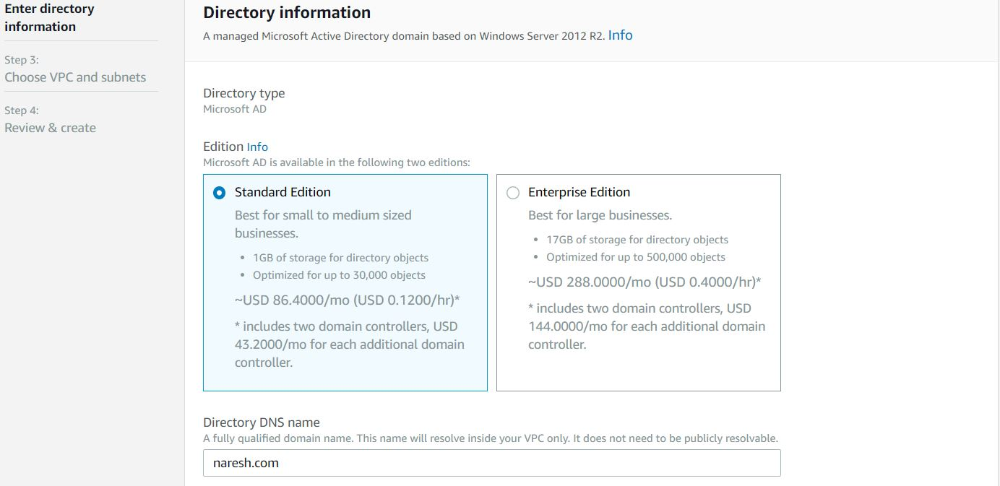 Enter directory
information
Step 3:
Choose VPC and subnets
Step 4:
Review & create
Directory information
A managed Microsoft Active Directory domain based on Windows Server 2012 R2. Info
Directory type
Microsoft AD
Edition Info
Microsoft AD is available in the following two editions:
Standard Edition
Best for small to medium sized
businesses.
• 1GB of storage for directory objects
• Optimized for up to 30,000 objects
~USD 86.4000/mo (USD 0.1200/hr)*
* includes two domain controllers, USD
43.2000/mo for each additional domain
controller.
Enterprise Edition
Best for large businesses.
• 17GB of storage for directory objects
• Optimized for up to 500,000 objects
~USD 288.0000/mo (USD 0.4000/hr)*
* includes two domain controllers, USD
144.0000/mo for each additional domain
controller.
Directory DNS name
A fully qualified domain name. This name will resolve inside your VPC only. It does not need to be publicly resolvable.
naresh.com